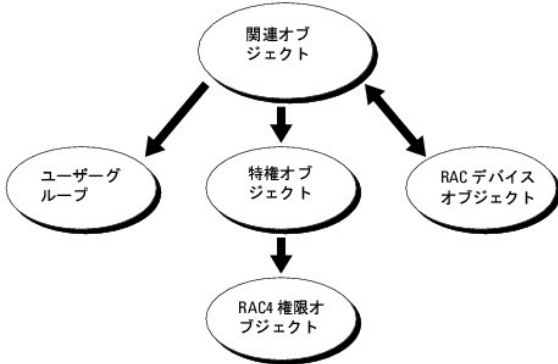 関連オブ
ジェクト
ユーザーグ
ループ
特権オブ
ジェクト
RAC デバイス
オブジェクト
RAC4 権限オ
ブジェクト